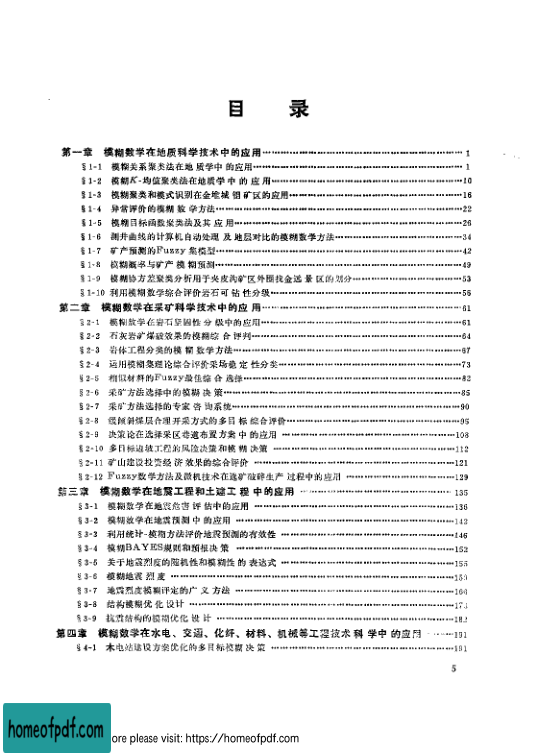 目 录
第一章 模糊数学在地质科学技术中的应用 1
§1-1 模糊关系聚类法在地质学中的应用 1
§1-2 模糊K-均值聚类法在地质学中的应用 10
§1-3 模糊聚类和模式识别在金堆城钼矿区的应用 16
§1-4 异常评价的模糊数学方法 22
§1-5 模糊目标函数聚类法及其应用 26
§1-6 测井曲线的计算机自动处理及地层对比的模糊数学方法 34
§1-7 矿产预测的Fuzzy集模型 42
§1-8 模糊概率与矿产模糊预测 49
§1-9 模糊协方差聚类分析用于夹皮沟矿区外围找金远景区的划分 53
§1-10 利用模糊数学综合评价岩石可钻性分级 56
第二章 模糊数学在采矿科学技术中的应用 61
§2-1 模糊数学在岩石坚固性分级中的应用 61
§2-2 石灰岩矿爆破效果的模糊综合评判 64
§2-3 岩体工程分类的模糊数学方法 67
§2-4 运用模糊集理论综合评价采场稳定性分类 73
§2-5 相似材料的Fuzzy最佳综合选择 82
§2-6 采矿方法选择中的模糊决策 85
§2-7 采矿方法选择的专家咨询系统 90
§2-8 缓倾斜煤层合理开采方式的多目标综合评价 95
§2-9 决策论在选择采区巷道布置方案中的应用 108
§2-10 多目标边坡工程的风险决策和模糊决策 112
§2-11 矿山建设投资经济效果的综合评价 121
§2-12 Fuzzy数学方法及微机技术在选矿破碎生产过程中的应用 129
第三章 模糊数学在地震工程和土建工程中的应用 135
§3-1 模糊数学在地震危害评估中的应用 136
§3-2 模糊数学在地震预测中的应用 142
§3-3 利用统计-模糊方法评价地震预测的有效性 146
§3-4 模糊BAYES规则和预报决策 152
§3-5 关于地震烈度的随机性和模糊性的表达式 155
§3-6 模糊地震烈度
§3-7 地震烈度模糊评定的广义方法
§3-8 结构模糊优化设计
§3-9 抗震结构的模糊优化设计
第四章 模糊数学在水电、交通、化纤、材料、机械等工程技术科学中的应用 191
§4-1 水电站建设方案优化的多目标模糊决策 191
5
homeofpdf.com
ore please visit: https://homeofpdf.com